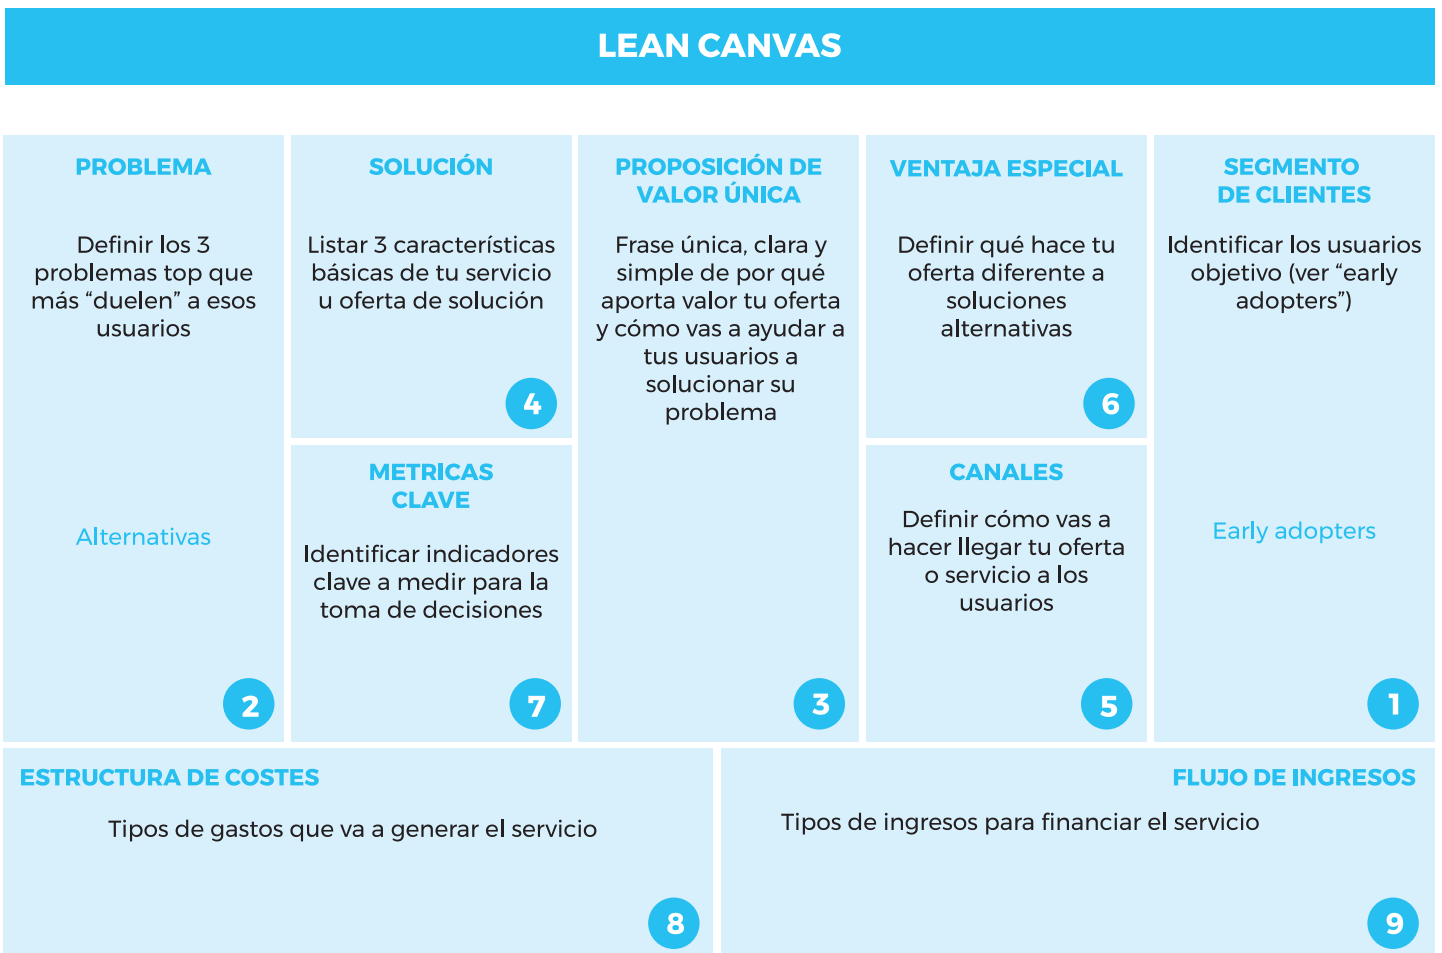 LEAN CANVAS
PROBLEMA
Definir los 3
problemas top que
más “duelen” a esos
usuarios
Alternativas
2
SOLUCIÓN
Listar 3 características
básicas de tu servicio
u oferta de solución
4
METRICAS
CLAVE
Identificar indicadores
clave a medir para la
toma de decisiones
7
PROPOSICIÓN DE
VALOR ÚNICA
Frase única, clara y
simple de por qué
aporta valor tu oferta
y cómo vas a ayudar a
tus usuarios a
solucionar su
problema
3
VENTAJA ESPECIAL
Definir qué hace tu
oferta diferente a
soluciones
alternativas
6
CANALES
Definir cómo vas a
hacer llegar tu oferta
o servicio a los
usuarios
5
SEGMENTO
DE CLIENTES
Identificar los usuarios
objetivo (ver “early
adopters”)
Early adopters
1
ESTRUCTURA DE COSTES
Tipos de gastos que va a generar el servicio
8
FLUJO DE INGRESOS
Tipos de ingresos para financiar el servicio
9